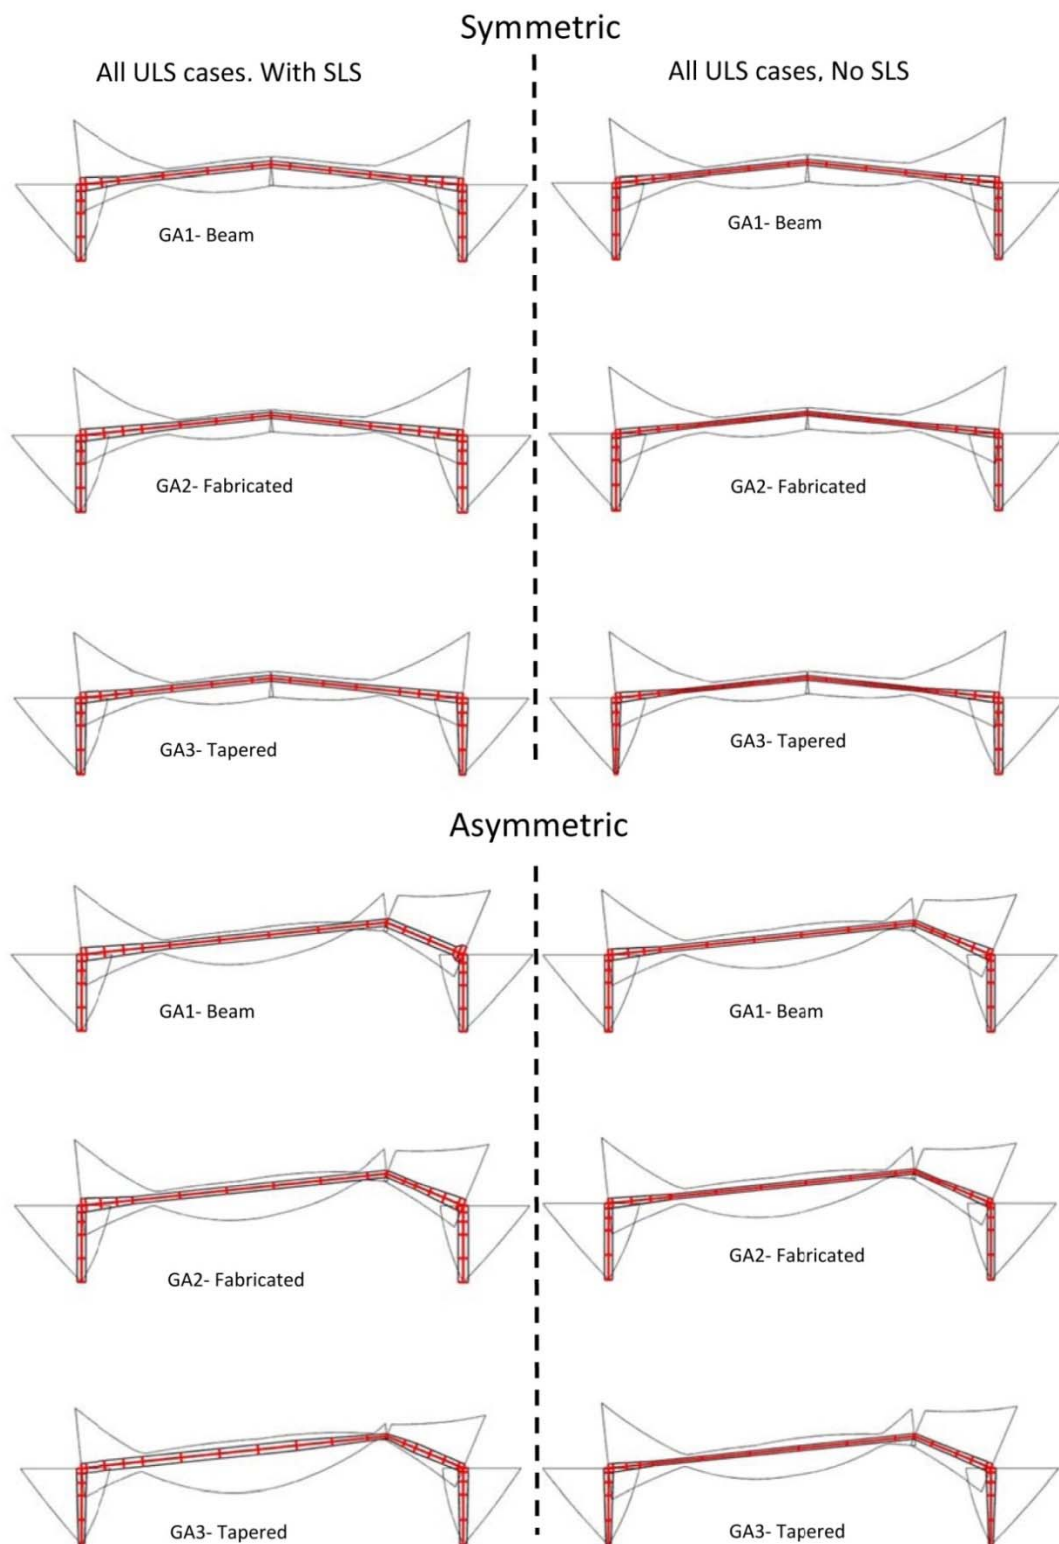 Symmetric
All ULS cases. With SLS
All ULS cases, No SLS
GA1- Beam
GA1- Beam
GA2- Fabricated
GA2- Fabricated
GA3- Tapered
GA3- Tapered
Asymmetric
GA1- Beam
GA1- Beam
GA2- Fabricated
GA2- Fabricated
GA3- Tapered
GA3- Tapered